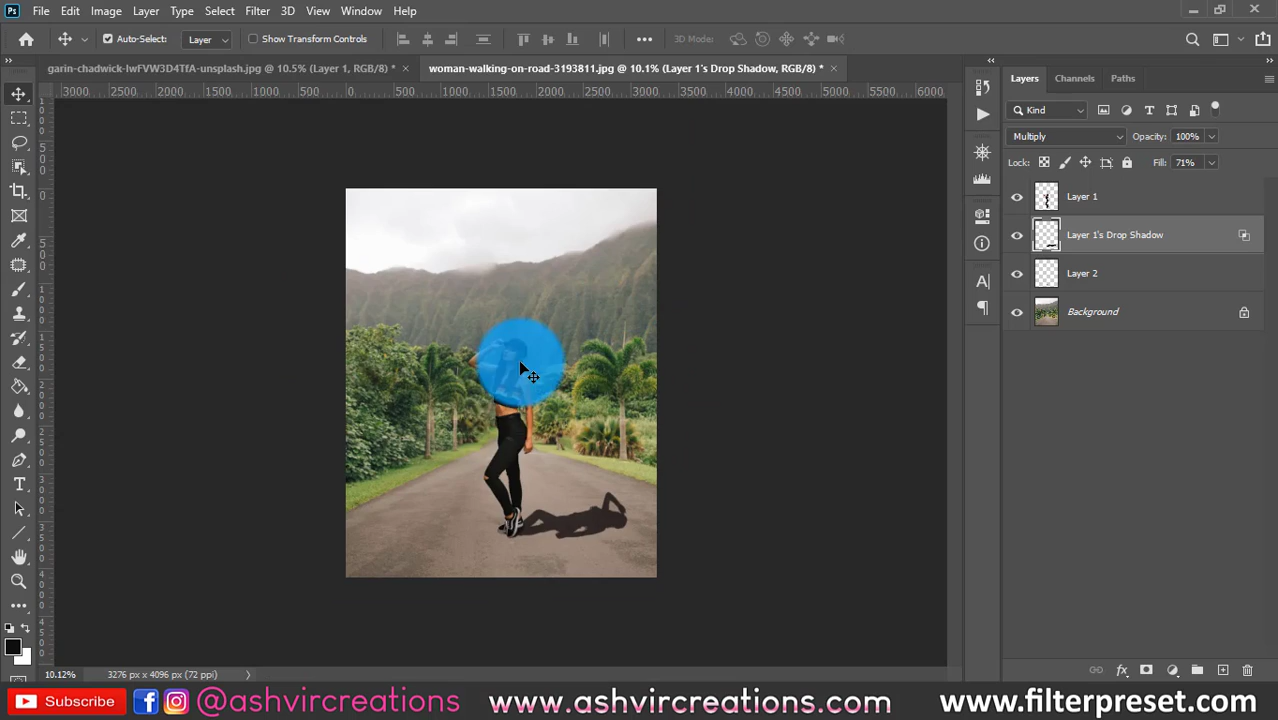 Ps File Edit Image Layer Type Select Filter 3D View Window Help
Auto-Select: Layer Show Transform Controls ••• 3D Mode:
garin-chadwick-IwFVW3D4TfA-unsplash.jpg @ 10.5% (Layer 1, RGB/8) * × woman-walking-on-road-3193811.jpg @ 10.1% (Layer 1's Drop Shadow, RGB/8) * ×
3000 2500 2000 1500 1000 500 0 500 1000 1500 2000 2500 3000 3500 4000 4500 5000 5500 6000
Layers Channels Paths
Kind
Multiply Opacity: 100%
Lock: Fill: 71%
Layer 1
Layer 1's Drop Shadow
Layer 2
Background
10.12% 3276 px x 4096 px (72 ppi)
Subscribe @ashvircreations www.ashvircreations.com www.filterpreset.com